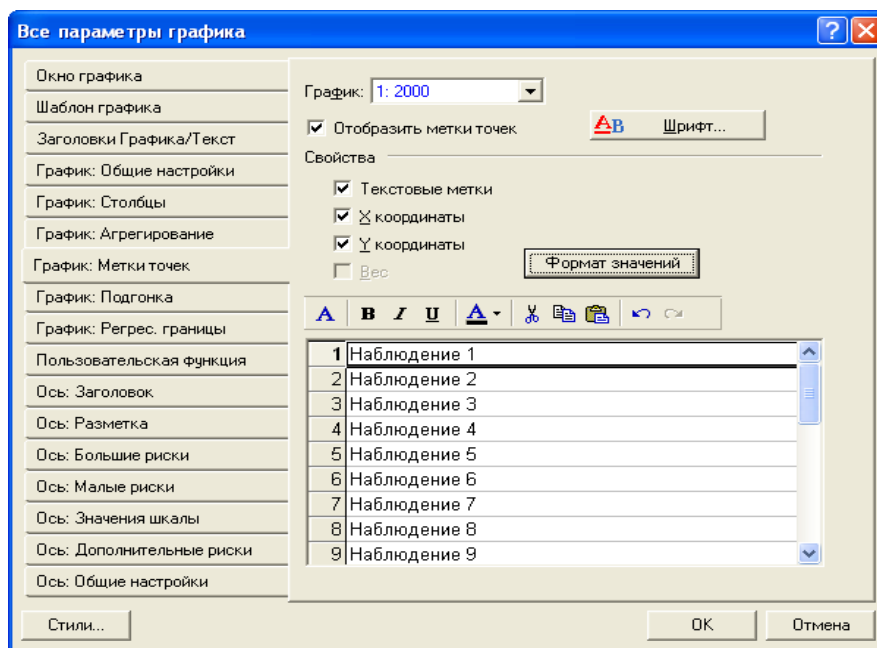 Все параметры графика
Окно графика
Шаблон графика
Заголовки Графика/Текст
График: Общие настройки
График: Столбцы
График: Агрегирование
График: Метки точек
График: Подгонка
График: Регрес. границы
Пользовательская функция
Ось: Заголовок
Ось: Разметка
Ось: Большие риски
Ось: Малые риски
Ось: Значения шкалы
Ось: Дополнительные риски
Ось: Общие настройки
График: 1: 2000
Отобразить метки точек
AB Шрифт...
Свойства
Текстовые метки
X координаты
Y координаты
Вес
Формат значений
A B I U A
1 Наблюдение 1
2 Наблюдение 2
3 Наблюдение 3
4 Наблюдение 4
5 Наблюдение 5
6 Наблюдение 6
7 Наблюдение 7
8 Наблюдение 8
9 Наблюдение 9
Стили... OK Отмена